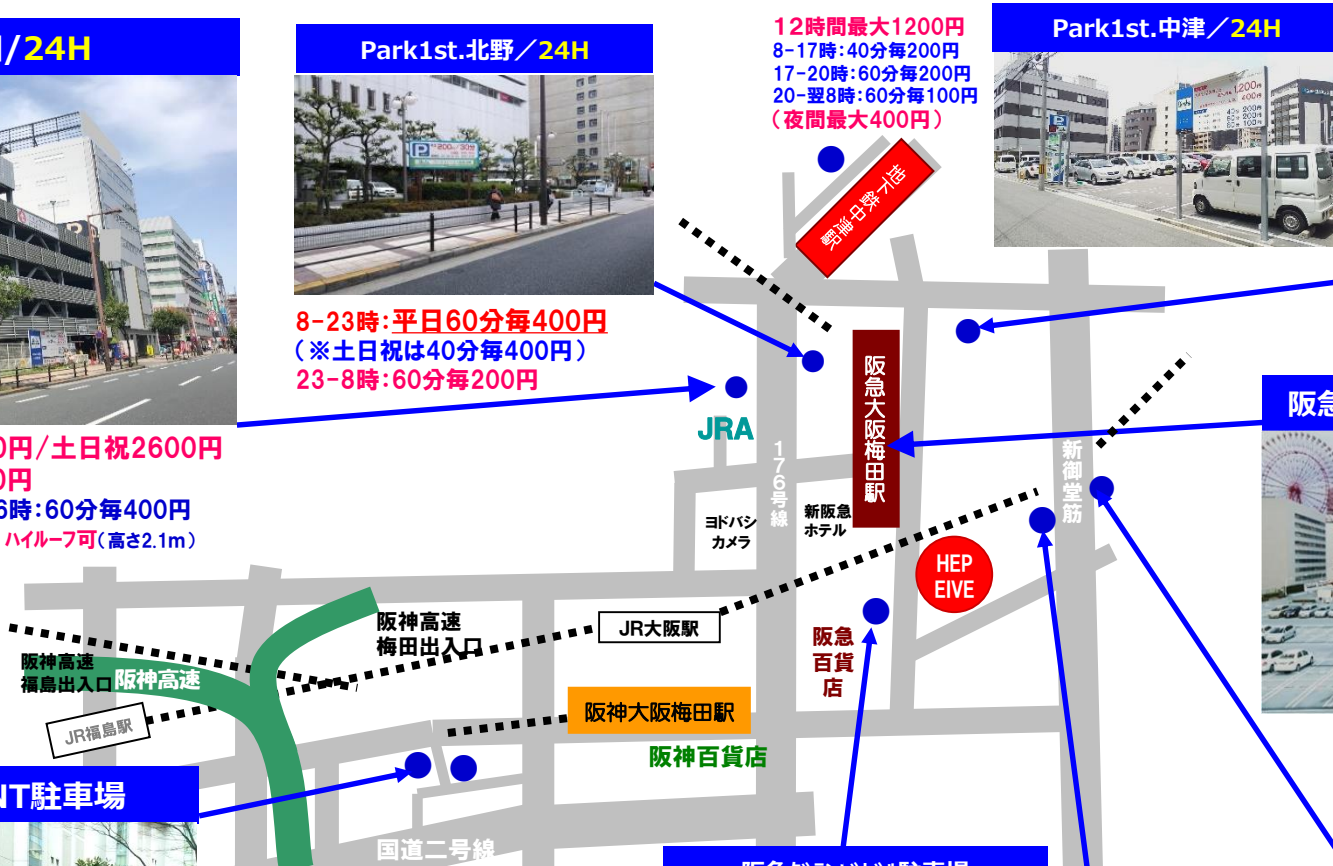 /24H
Park1st.北野／24H
12時間最大1200円
8-17時:40分毎200円
17-20時:60分毎200円
20-翌8時:60分毎100円
(夜間最大400円)
Park1st.中津／24H
地下鉄中津駅
8-23時:平日60分毎400円
(※土日祝は40分毎400円)
23-8時:60分毎200円
0円/土日祝2600円
0円
6時:60分毎400円
ハイルーフ可(高さ2.1m)
JRA
176号線
阪急大阪梅田駅
新御堂筋
阪急
ヨドバシ
カメラ
新阪急
ホテル
HEP
EIVE
阪神高速
梅田出入口
JR大阪駅
阪急
百貨
店
阪神高速
福島出入口
阪神高速
JR福島駅
阪神大阪梅田駅
阪神百貨店
NT駐車場
国道二号線